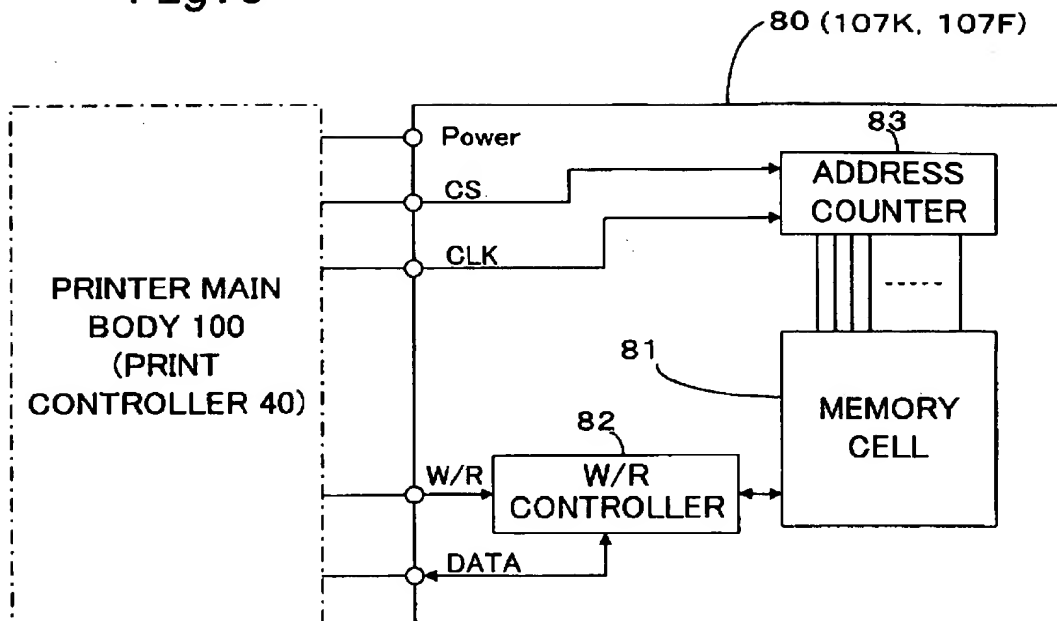 80 (107K, 107F)
Power
CS
CLK
83
ADDRESS
COUNTER
PRINTER MAIN
BODY 100
(PRINT
CONTROLLER 40)
81
MEMORY
CELL
82
W/R
W/R
CONTROLLER
DATA